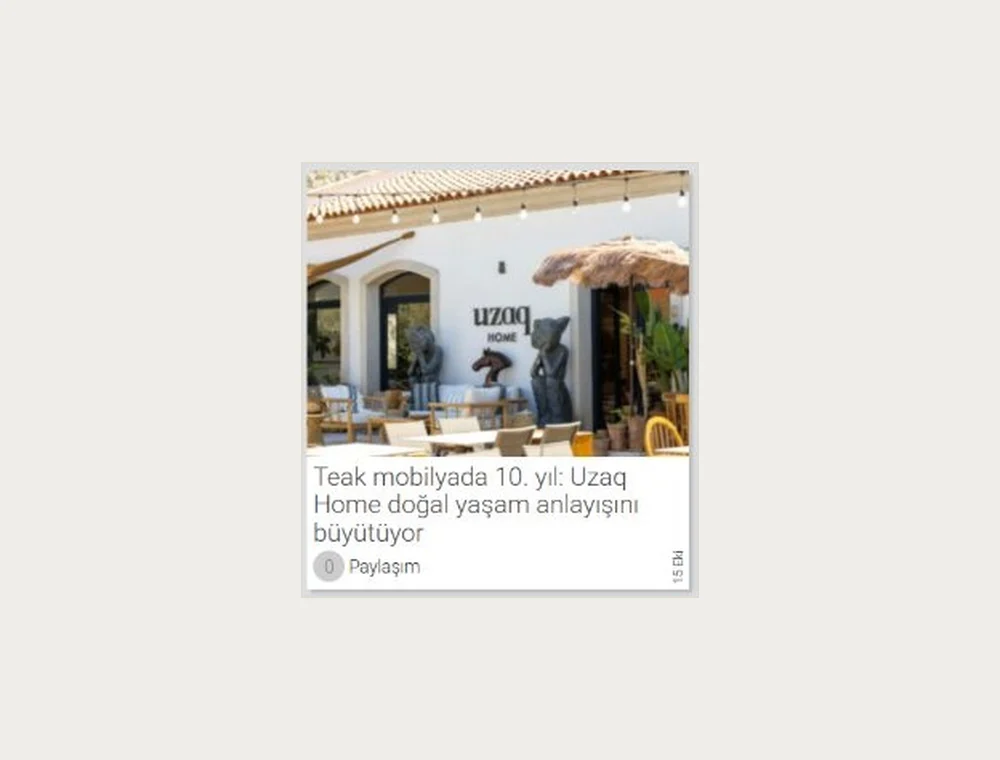 uzaq
HOME
Teak mobilyada 10. yıl: Uzaq
Home doğal yaşam anlayışını
büyütüyor
0 Paylaşım
15 Eki